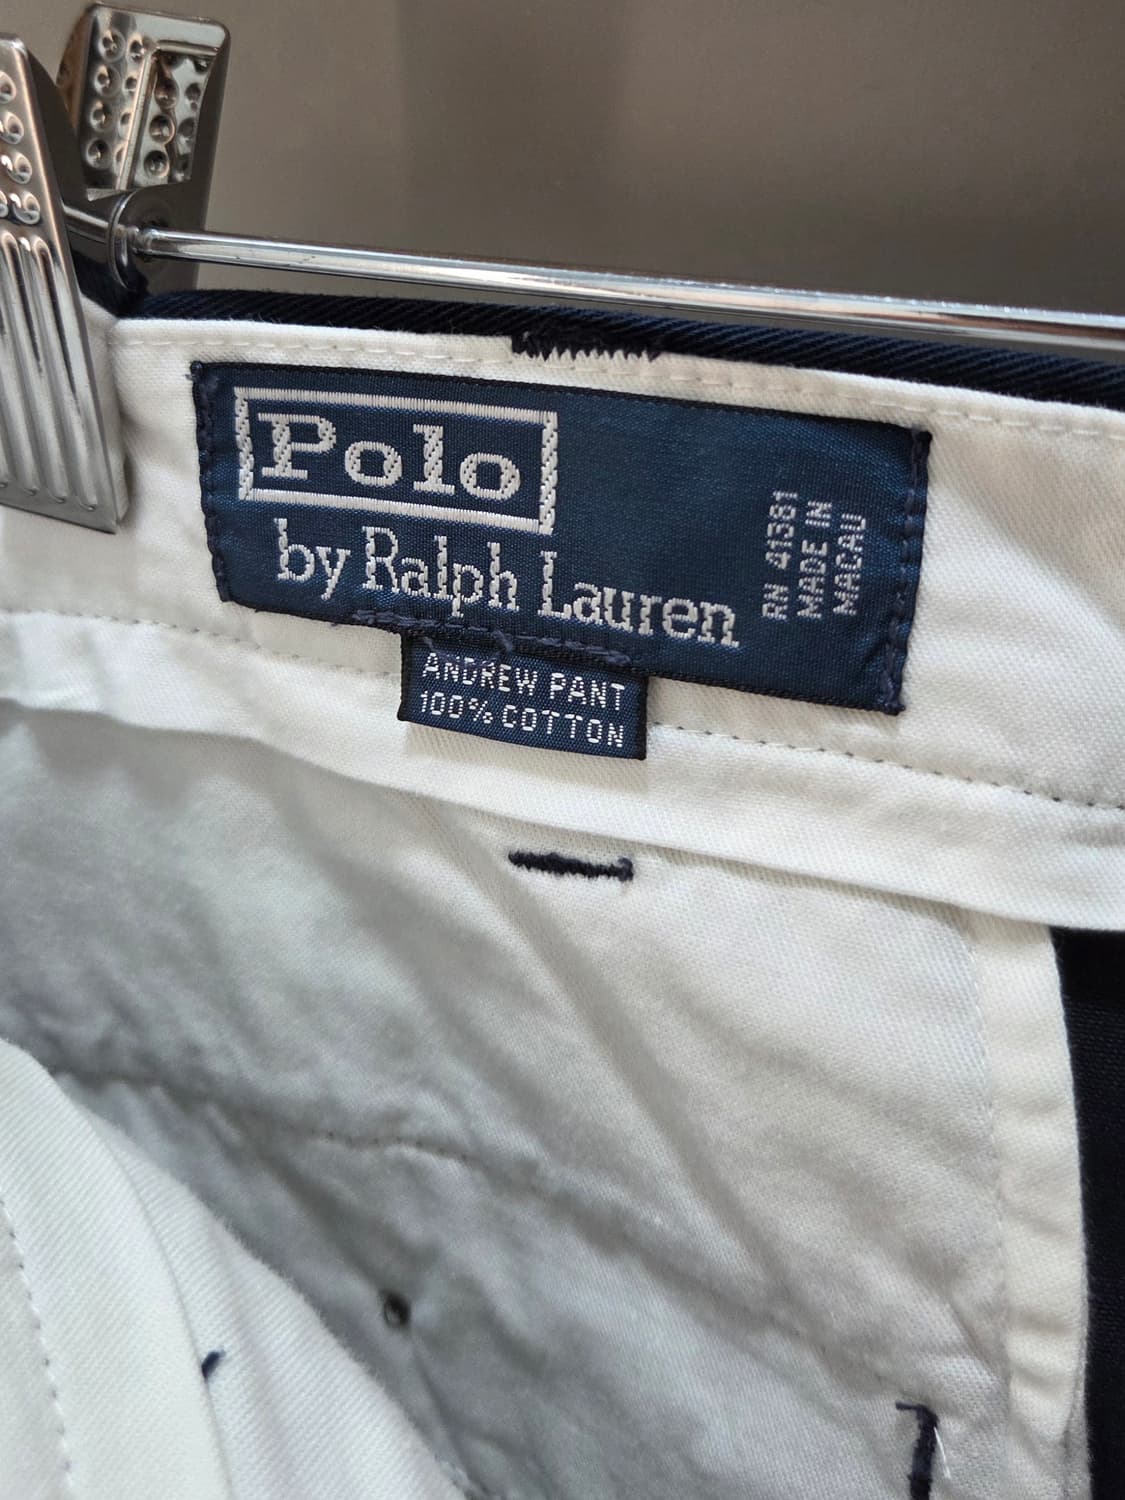 Polo
by Ralph Lauren
RN 41381
MADE IN
MACAU
ANDREW PANT
100% COTTON